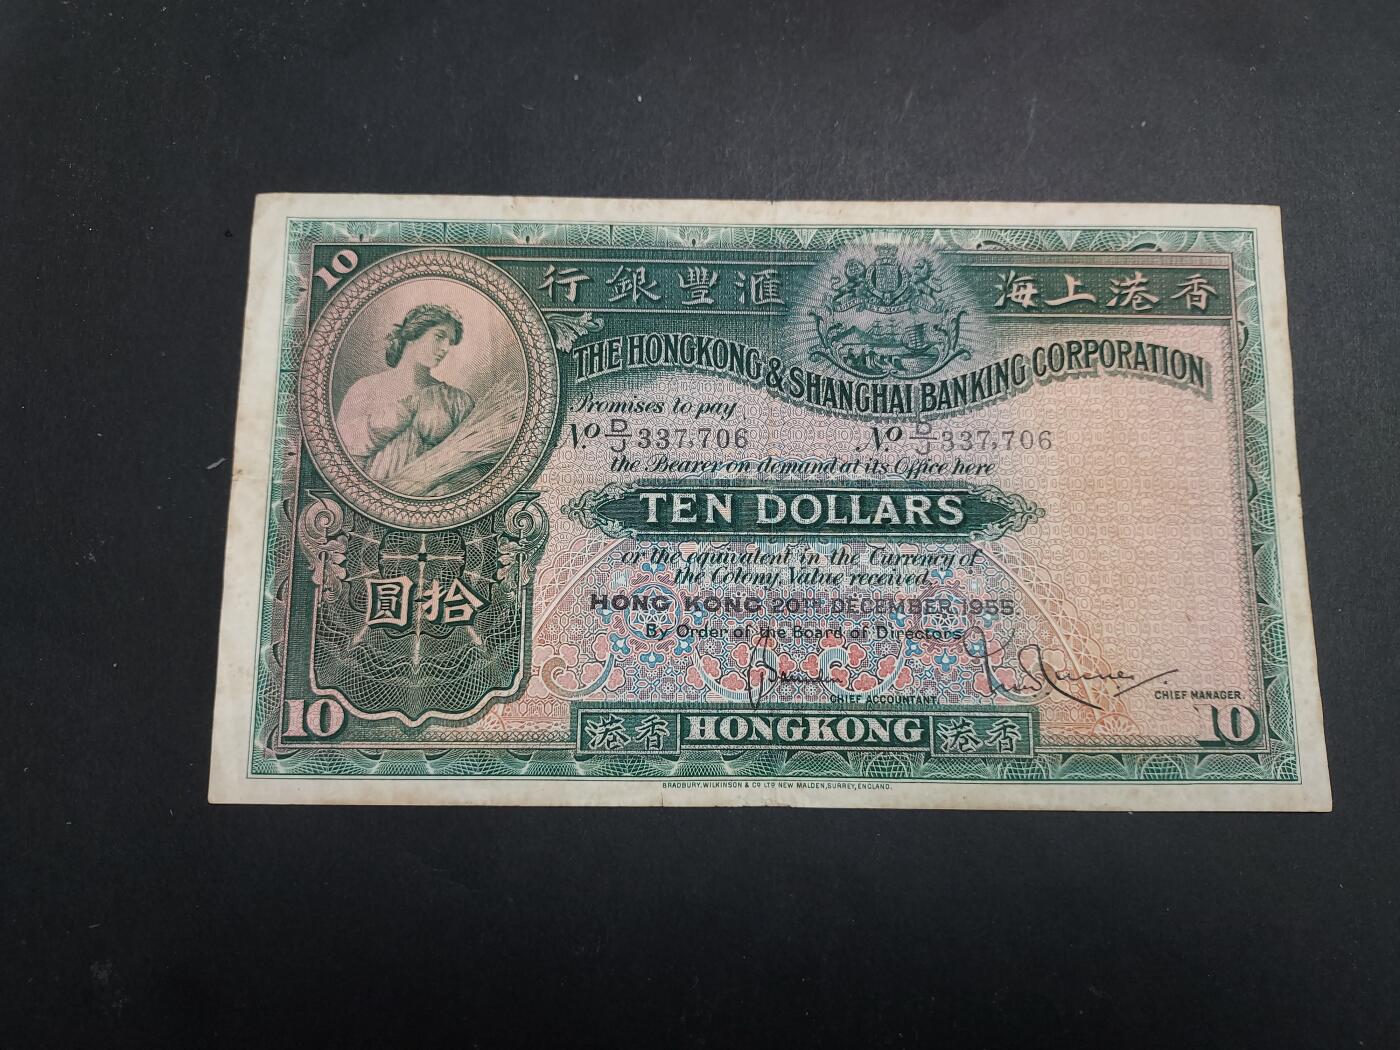 10
行銀豐滙 海上港香
THE HONGKONG & SHANGHAI BANKING CORPORATION
Promises to pay
No. D/J 337,706 No. D/J 337,706
the Bearer on demand at its Office here
TEN DOLLARS
or the equivalent in the Currency of
the Colony, Value received
圓拾
HONG KONG 20TH DECEMBER 1955.
By Order of the Board of Directors,
CHIEF ACCOUNTANT.
CHIEF MANAGER.
10 港香 HONGKONG 港香 10
BRADBURY, WILKINSON & Co LTD NEW MALDEN, SURREY, ENGLAND.